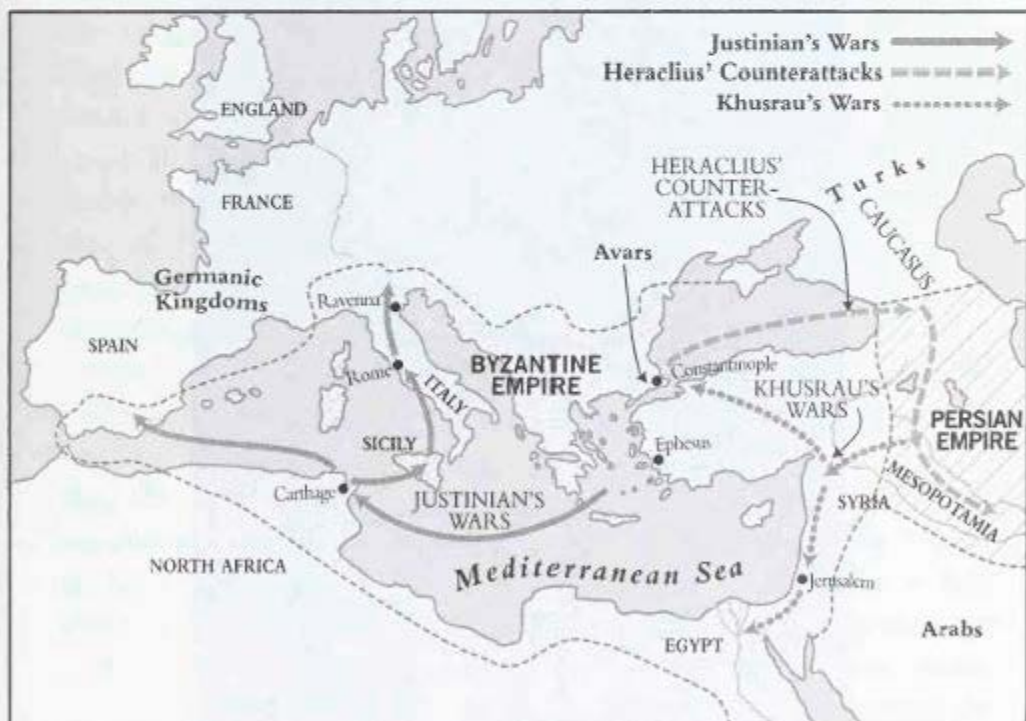 Justinian's Wars
Heraclius' Counterattacks
Khusrau's Wars
ENGLAND
HERACLIUS'
COUNTER-
ATTACKS
Turks
CAUCASUS
FRANCE
Avars
Germanic
Kingdoms
Ravenna
SPAIN
Rome
ITALY
BYZANTINE
EMPIRE
Constantinople
KHUSRAU'S
WARS
PERSIAN
EMPIRE
SICILY
Ephesus
Carthage
JUSTINIAN'S
WARS
SYRIA
MESOPOTAMIA
NORTH AFRICA
Mediterranean Sea
Jerusalem
EGYPT
Arabs